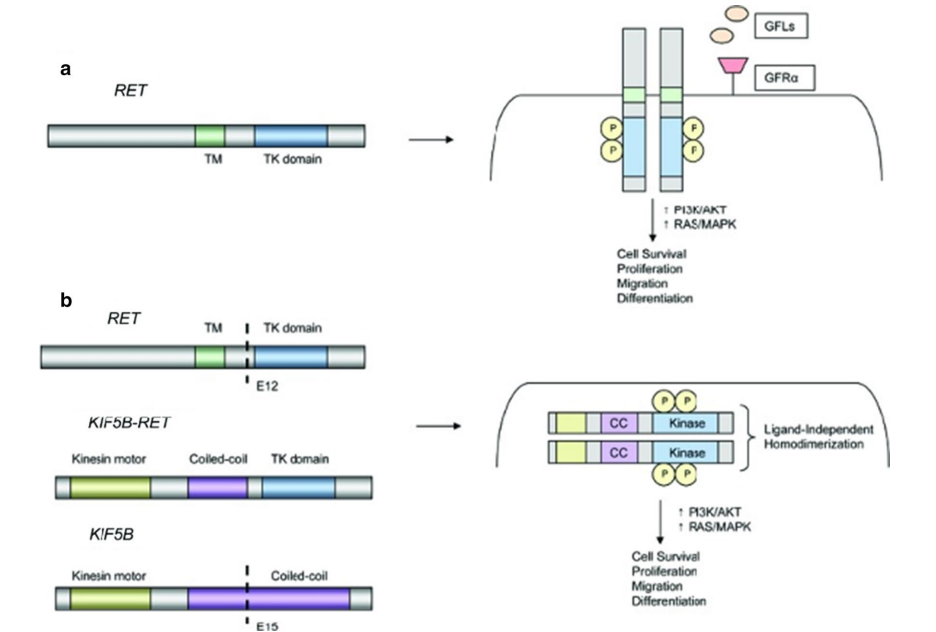 a
RET
TM
TK domain
GFLs
GFRα
P
P
P
P
↑ PI3K/AKT
↑ RAS/MAPK
Cell Survival
Proliferation
Migration
Differentiation
b
RET
TM
TK domain
E12
KIF5B-RET
Kinesin motor
Coiled-coil
TK domain
KIF5B
Kinesin motor
Coiled-coil
E15
P P
CC Kinase
CC Kinase
P P
Ligand-Independent
Homodimerization
↑ PI3K/AKT
↑ RAS/MAPK
Cell Survival
Proliferation
Migration
Differentiation